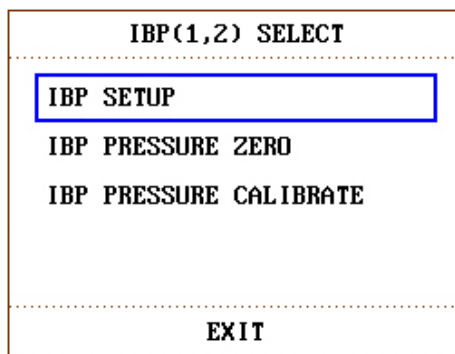 IBP(1,2) SELECT
IBP SETUP
IBP PRESSURE ZERO
IBP PRESSURE CALIBRATE
EXIT